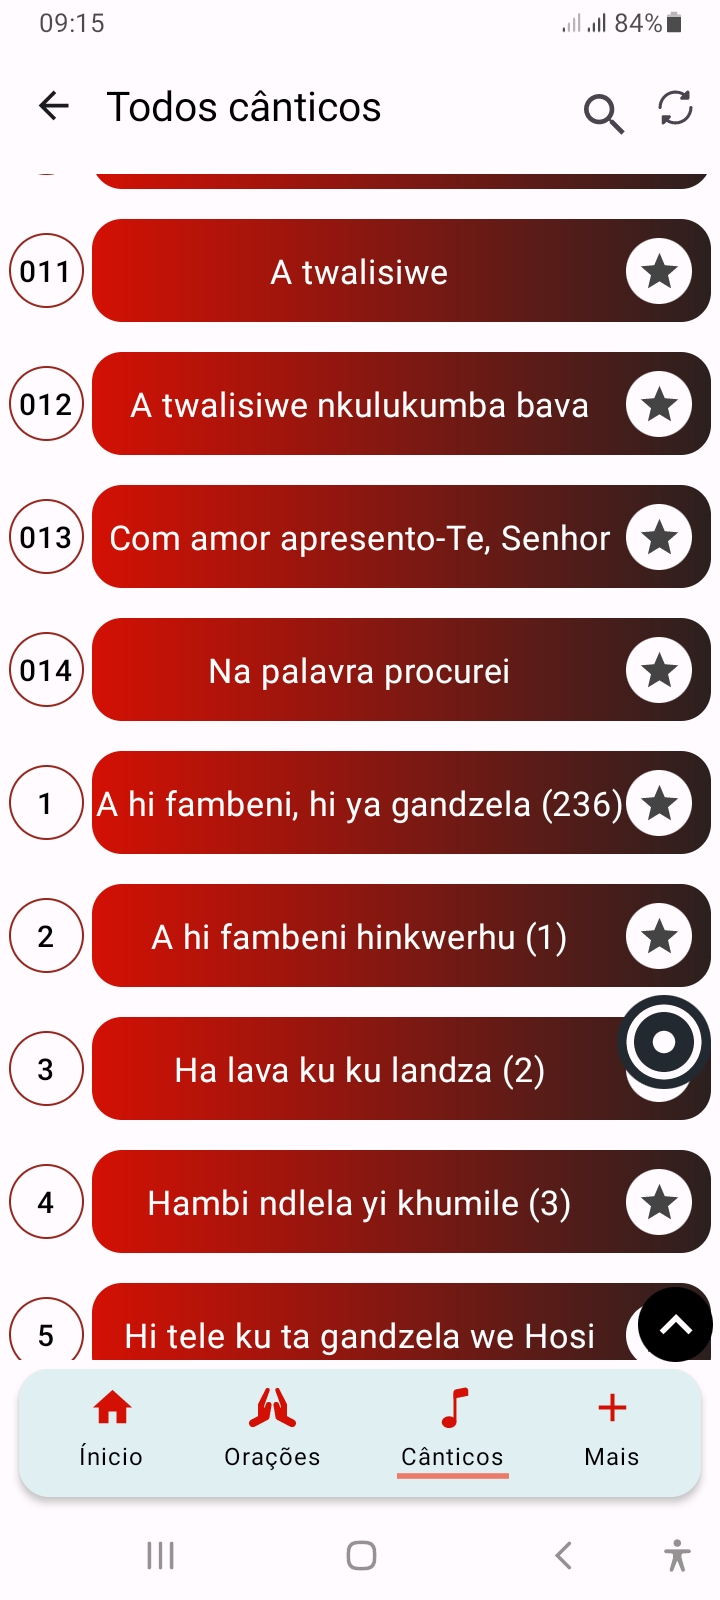 09:15
84%
Todos cânticos
011
A twalisiwe
012
A twalisiwe nkulukumba bava
013
Com amor apresento-Te, Senhor
014
Na palavra procurei
1
A hi fambeni, hi ya gandzela (236)
2
A hi fambeni hinkwerhu (1)
3
Ha lava ku ku landza (2)
4
Hambi ndlela yi khumile (3)
5
Hi tele ku ta gandzela we Hosi
Ínicio
Orações
Cânticos
Mais